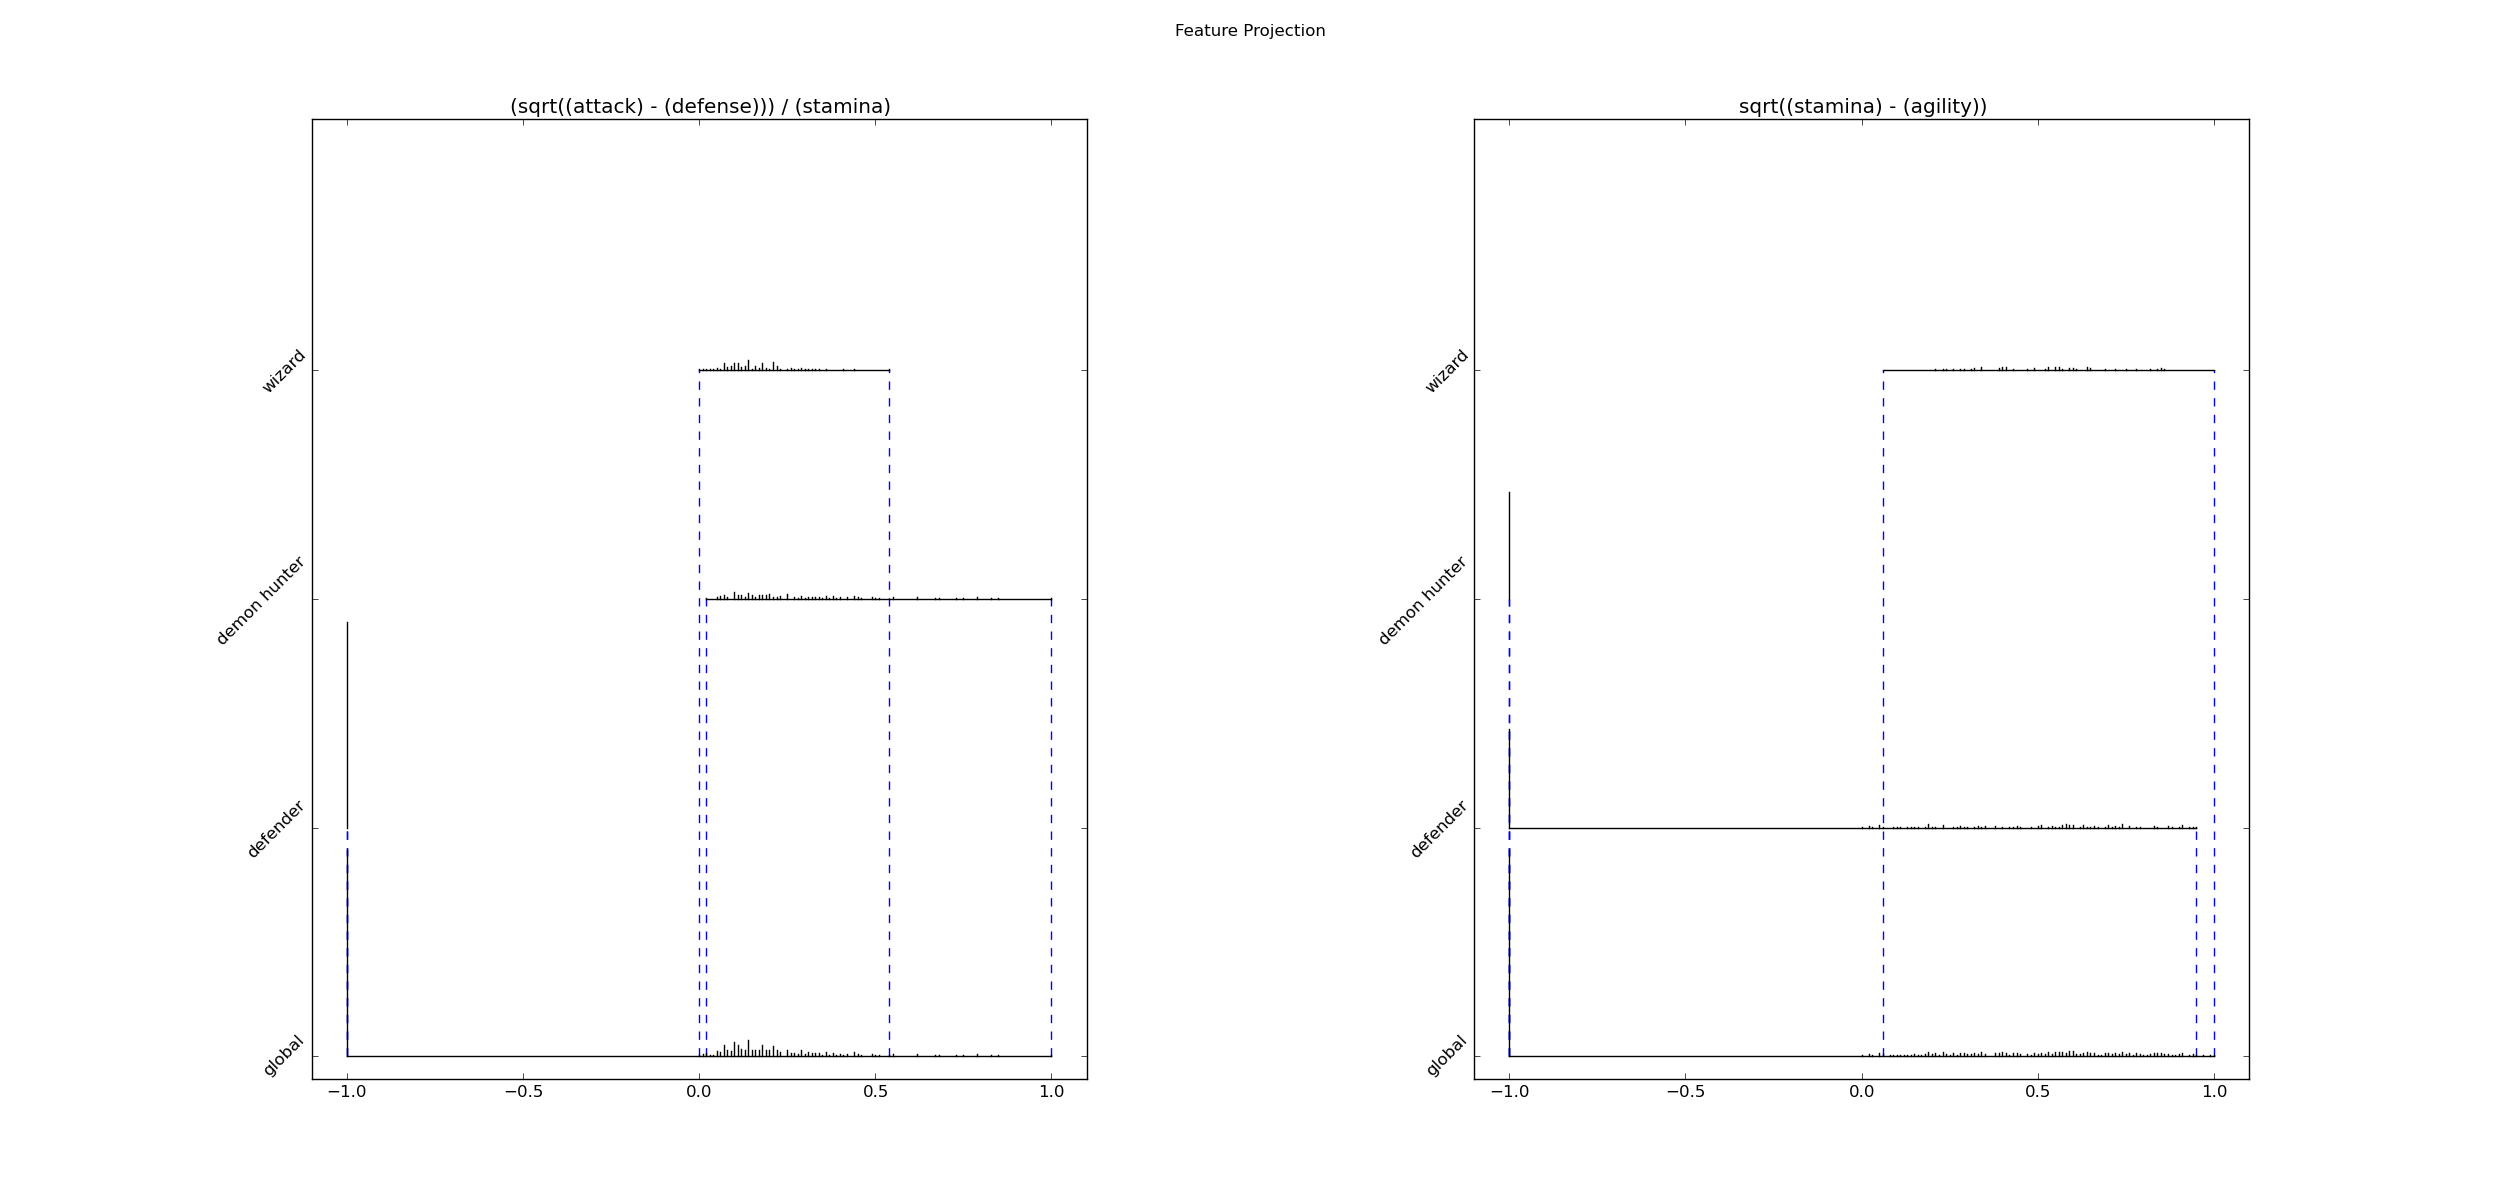 Feature Projection
(sqrt((attack) - (defense))) / (stamina)
wizard
demon hunter
defender
global
−1.0
−0.5
0.0
0.5
1.0
sqrt((stamina) - (agility))
wizard
demon hunter
defender
global
−1.0
−0.5
0.0
0.5
1.0